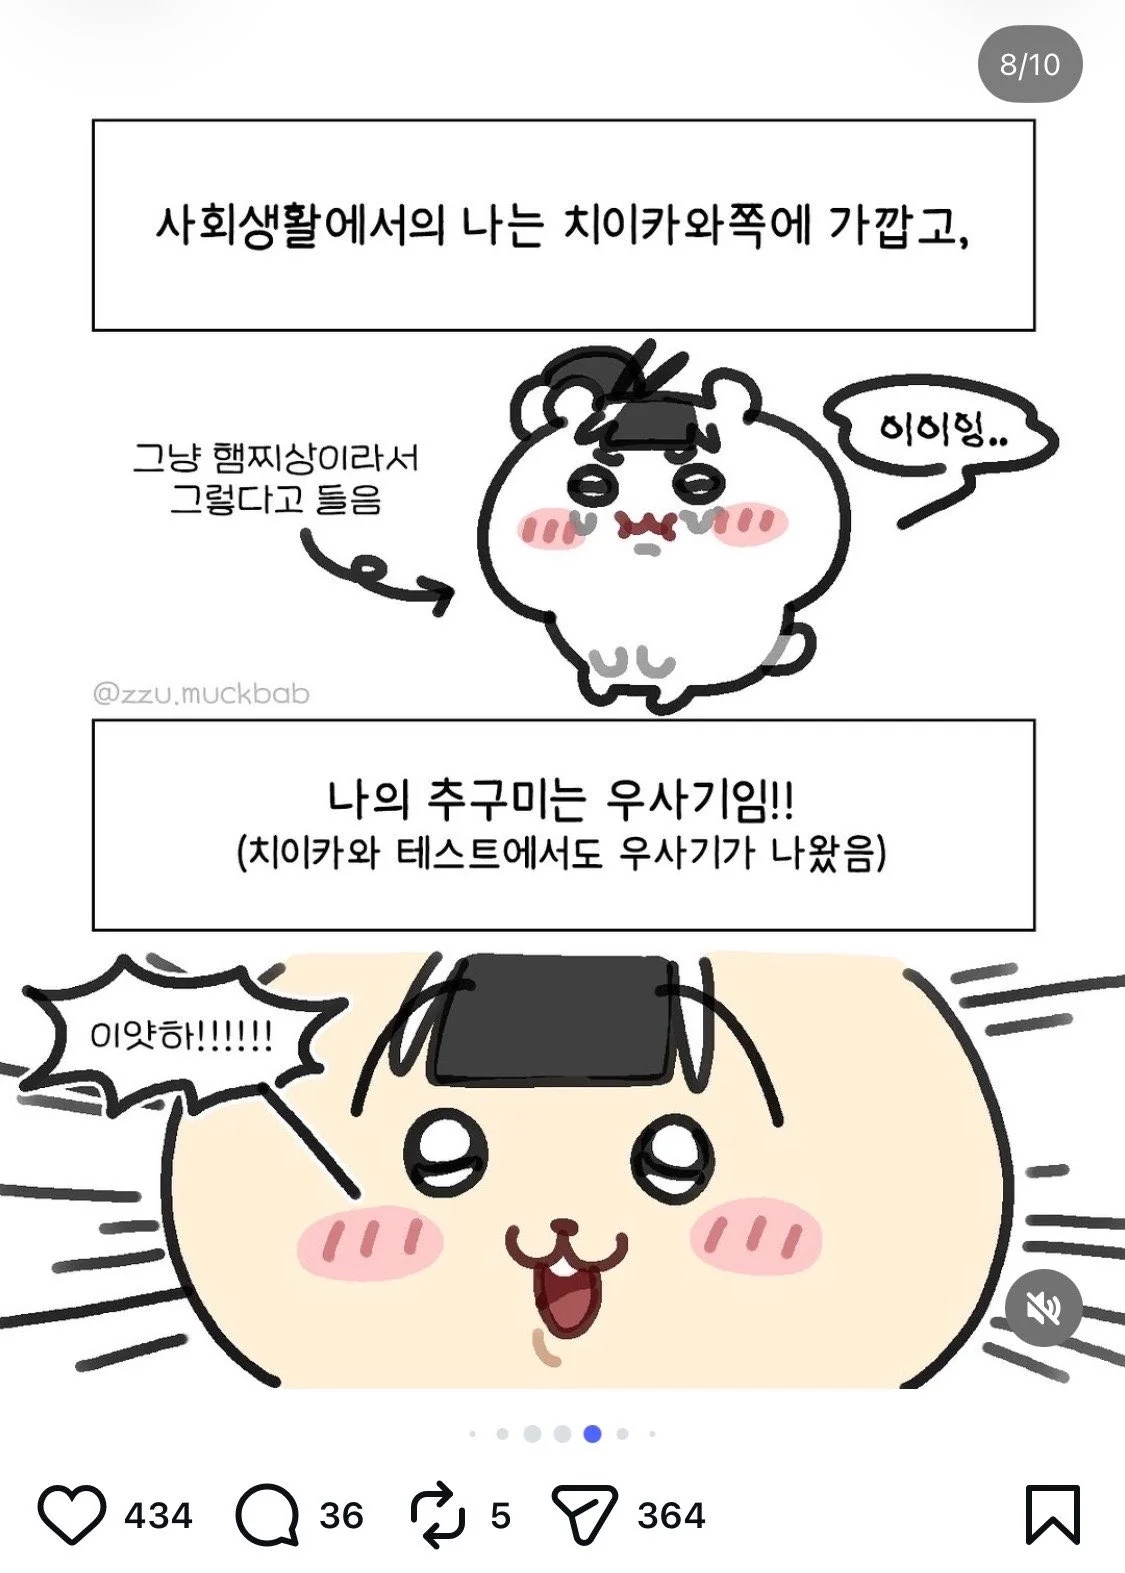 8/10
사회생활에서의 나는 치이카와쪽에 가깝고,
이이잉..
그냥 햄찌상이라서
그렇다고 들음
@zzu.muckbab
나의 추구미는 우사기임!!
(치이카와 테스트에서도 우사기가 나왔음)
이얏하!!!!!!
434
36
5
364